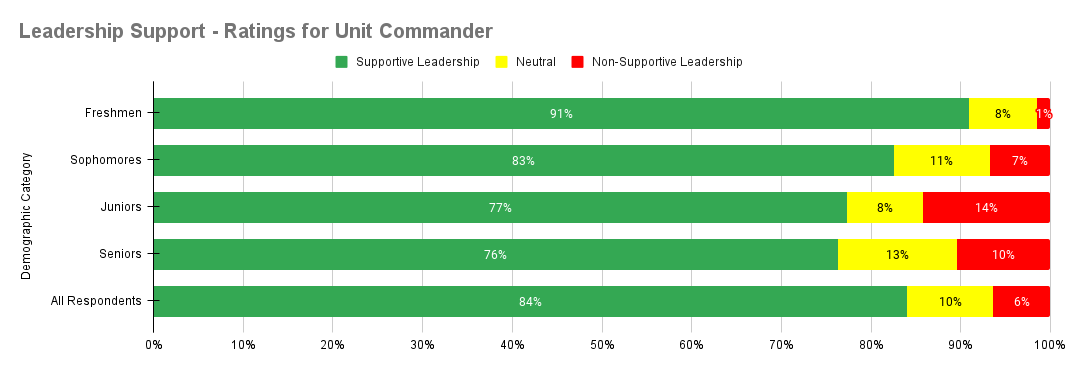 Leadership Support - Ratings for Unit Commander
Supportive Leadership Neutral Non-Supportive Leadership
Demographic Category
Freshmen 91% 8% 1%
Sophomores 83% 11% 7%
Juniors 77% 8% 14%
Seniors 76% 13% 10%
All Respondents 84% 10% 6%
0% 10% 20% 30% 40% 50% 60% 70% 80% 90% 100%